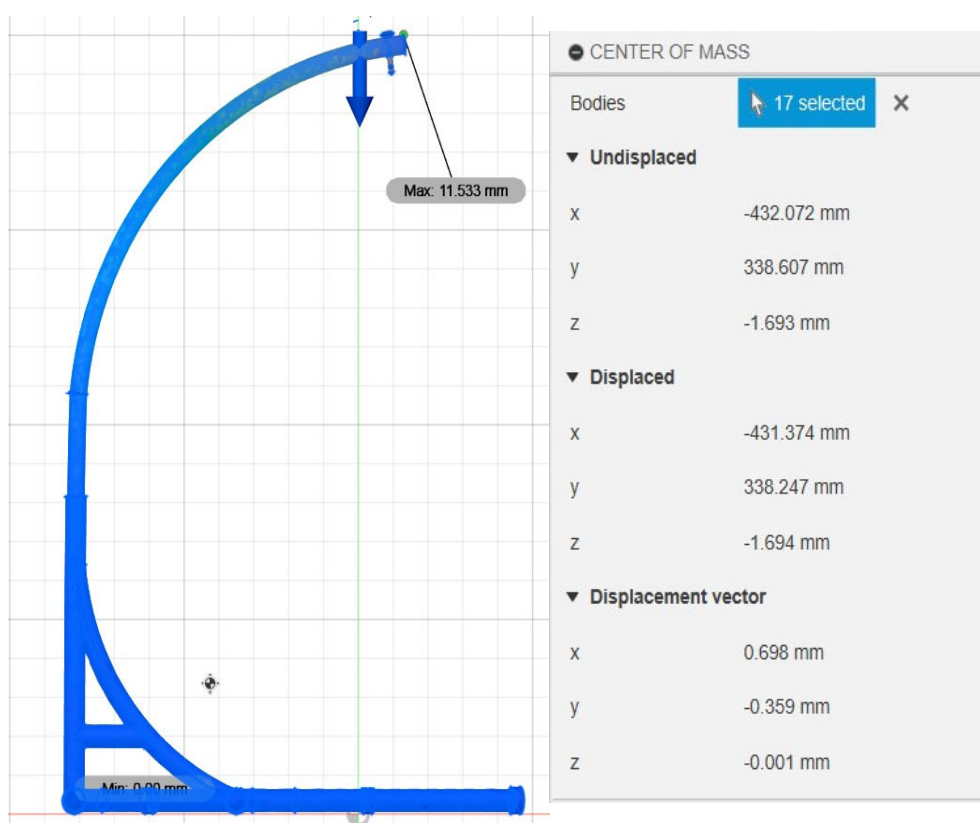 Max: 11.533 mm
Min: 0.00 mm
CENTER OF MASS
Bodies 17 selected
Undisplaced
x -432.072 mm
y 338.607 mm
z -1.693 mm
Displaced
x -431.374 mm
y 338.247 mm
z -1.694 mm
Displacement vector
x 0.698 mm
y -0.359 mm
z -0.001 mm